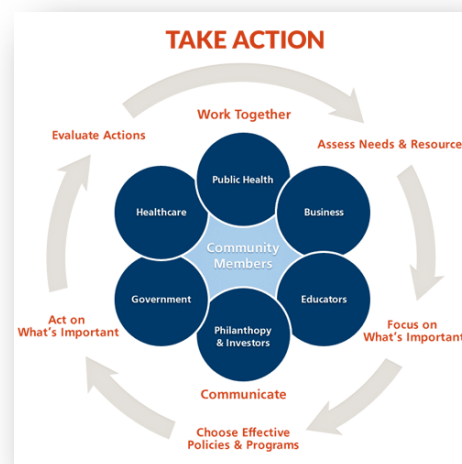 TAKE ACTION
Work Together
Evaluate Actions
Assess Needs & Resource
Public Health
Healthcare
Business
Community
Members
Government
Educators
Philanthopy
& Investors
Act on
What's Important
Focus on
What's Important
Communicate
Choose Effective
Policies & Programs